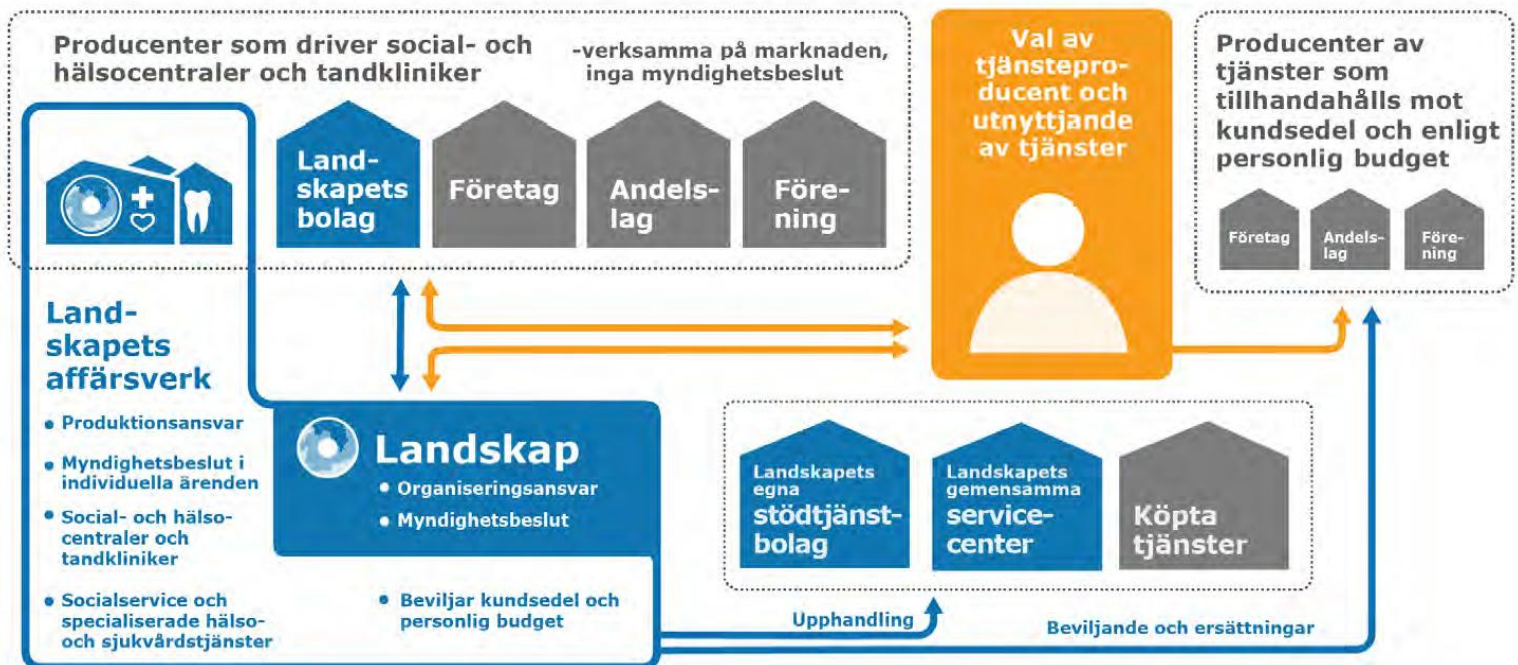 Producenter som driver social- och
hälsocentraler och tandkliniker
-verksamma på marknaden,
inga myndighetsbeslut
Land-
skapets
bolag
Företag
Andels-
lag
Före-
ning
Val av
tjänstepro-
ducent och
utnyttjande
av tjänster
Producenter av
tjänster som
tillhandahålls mot
kundsedel och enligt
personlig budget
Företag
Andels-
lag
Före-
ning
Land-
skapets
affärsverk
• Produktionsansvar
• Myndighetsbeslut i
individuella ärenden
• Social- och hälso-
centraler och
tandkliniker
• Socialservice och
specialiserade hälso-
och sjukvårdstjänster
Landskap
• Organiseringsansvar
• Myndighetsbeslut
• Beviljar kundsedel och
personlig budget
Landskapets
egna
stödtjänst-
bolag
Landskapets
gemensamma
service-
center
Köpta
tjänster
Upphandling
Beviljande och ersättningar